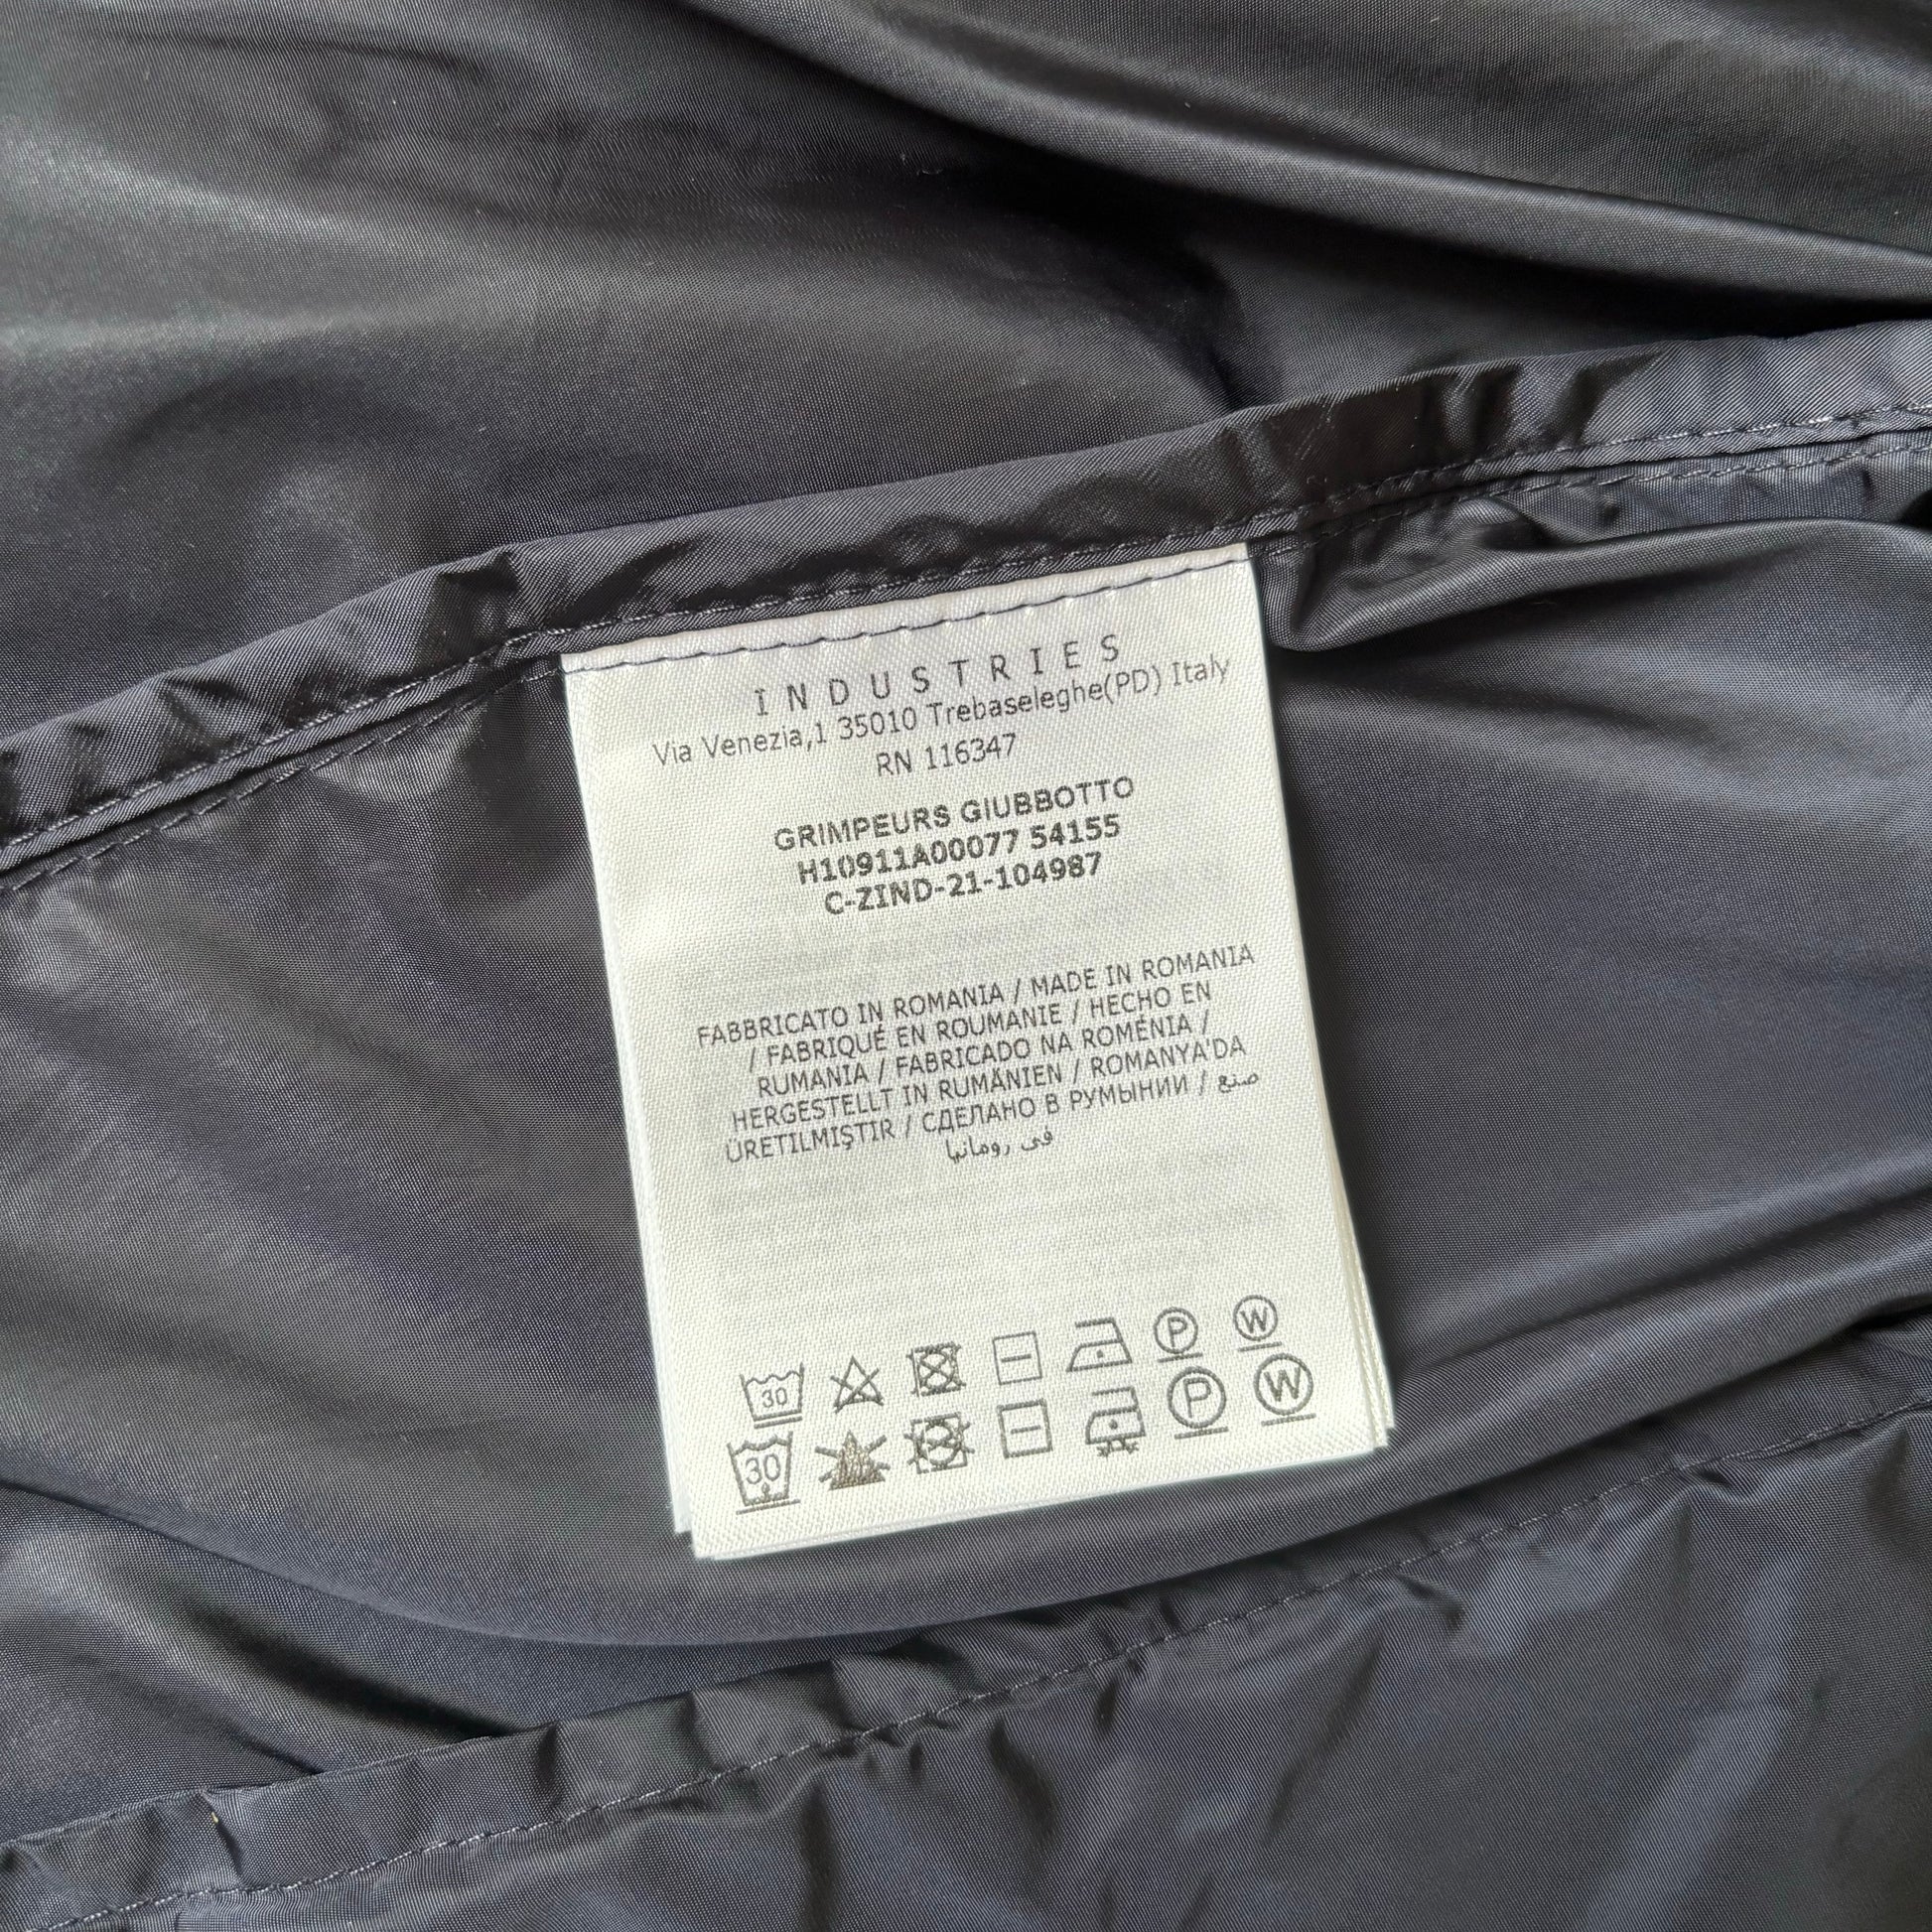 INDUSTRIES
Via Venezia,1 35010 Trebaseleghe(PD) Italy
RN 116347
GRIMPEURS GIUBBOTTO
H10911A00077 54155
C-ZIND-21-104987
FABBRICATO IN ROMANIA / MADE IN ROMANIA
/ FABRIQUÉ EN ROUMANIE / HECHO EN
RUMANIA / FABRICADO NA ROMÉNIA /
HERGESTELLT IN RUMÄNIEN / ROMANYA'DA
ÜRETILMIŞTIR / СДЕЛАНО В РУМЫНИИ / صنع
في رومانيا
30 P W
30 P W